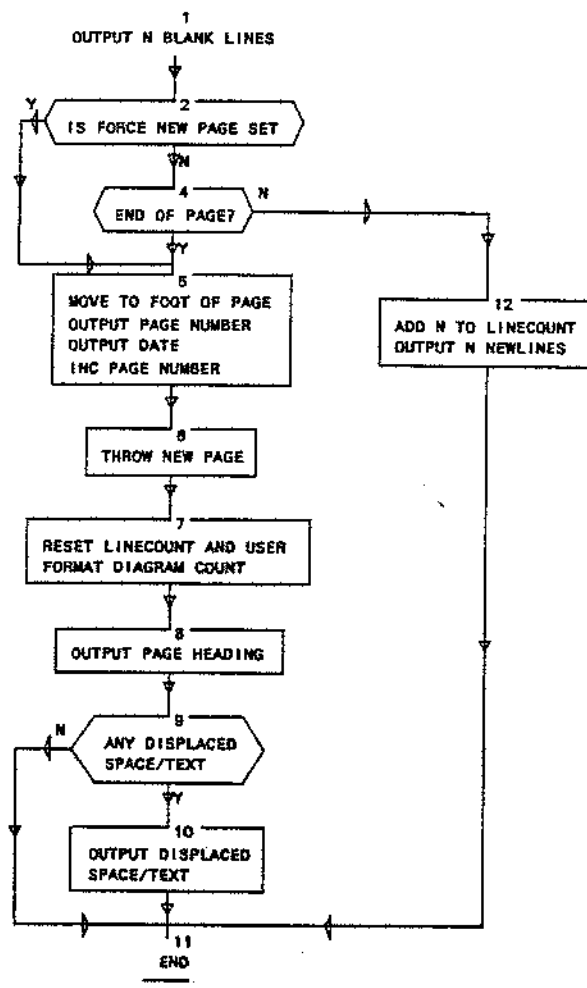 1
OUTPUT N BLANK LINES
Y
2
IS FORCE NEW PAGE SET
N
4
END OF PAGE?
N
Y
5
MOVE TO FOOT OF PAGE
OUTPUT PAGE NUMBER
OUTPUT DATE
INC PAGE NUMBER
12
ADD N TO LINECOUNT
OUTPUT N NEWLINES
6
THROW NEW PAGE
7
RESET LINECOUNT AND USER
FORMAT DIAGRAM COUNT
8
OUTPUT PAGE HEADING
N
9
ANY DISPLACED
SPACE/TEXT
Y
10
OUTPUT DISPLACED
SPACE/TEXT
11
END